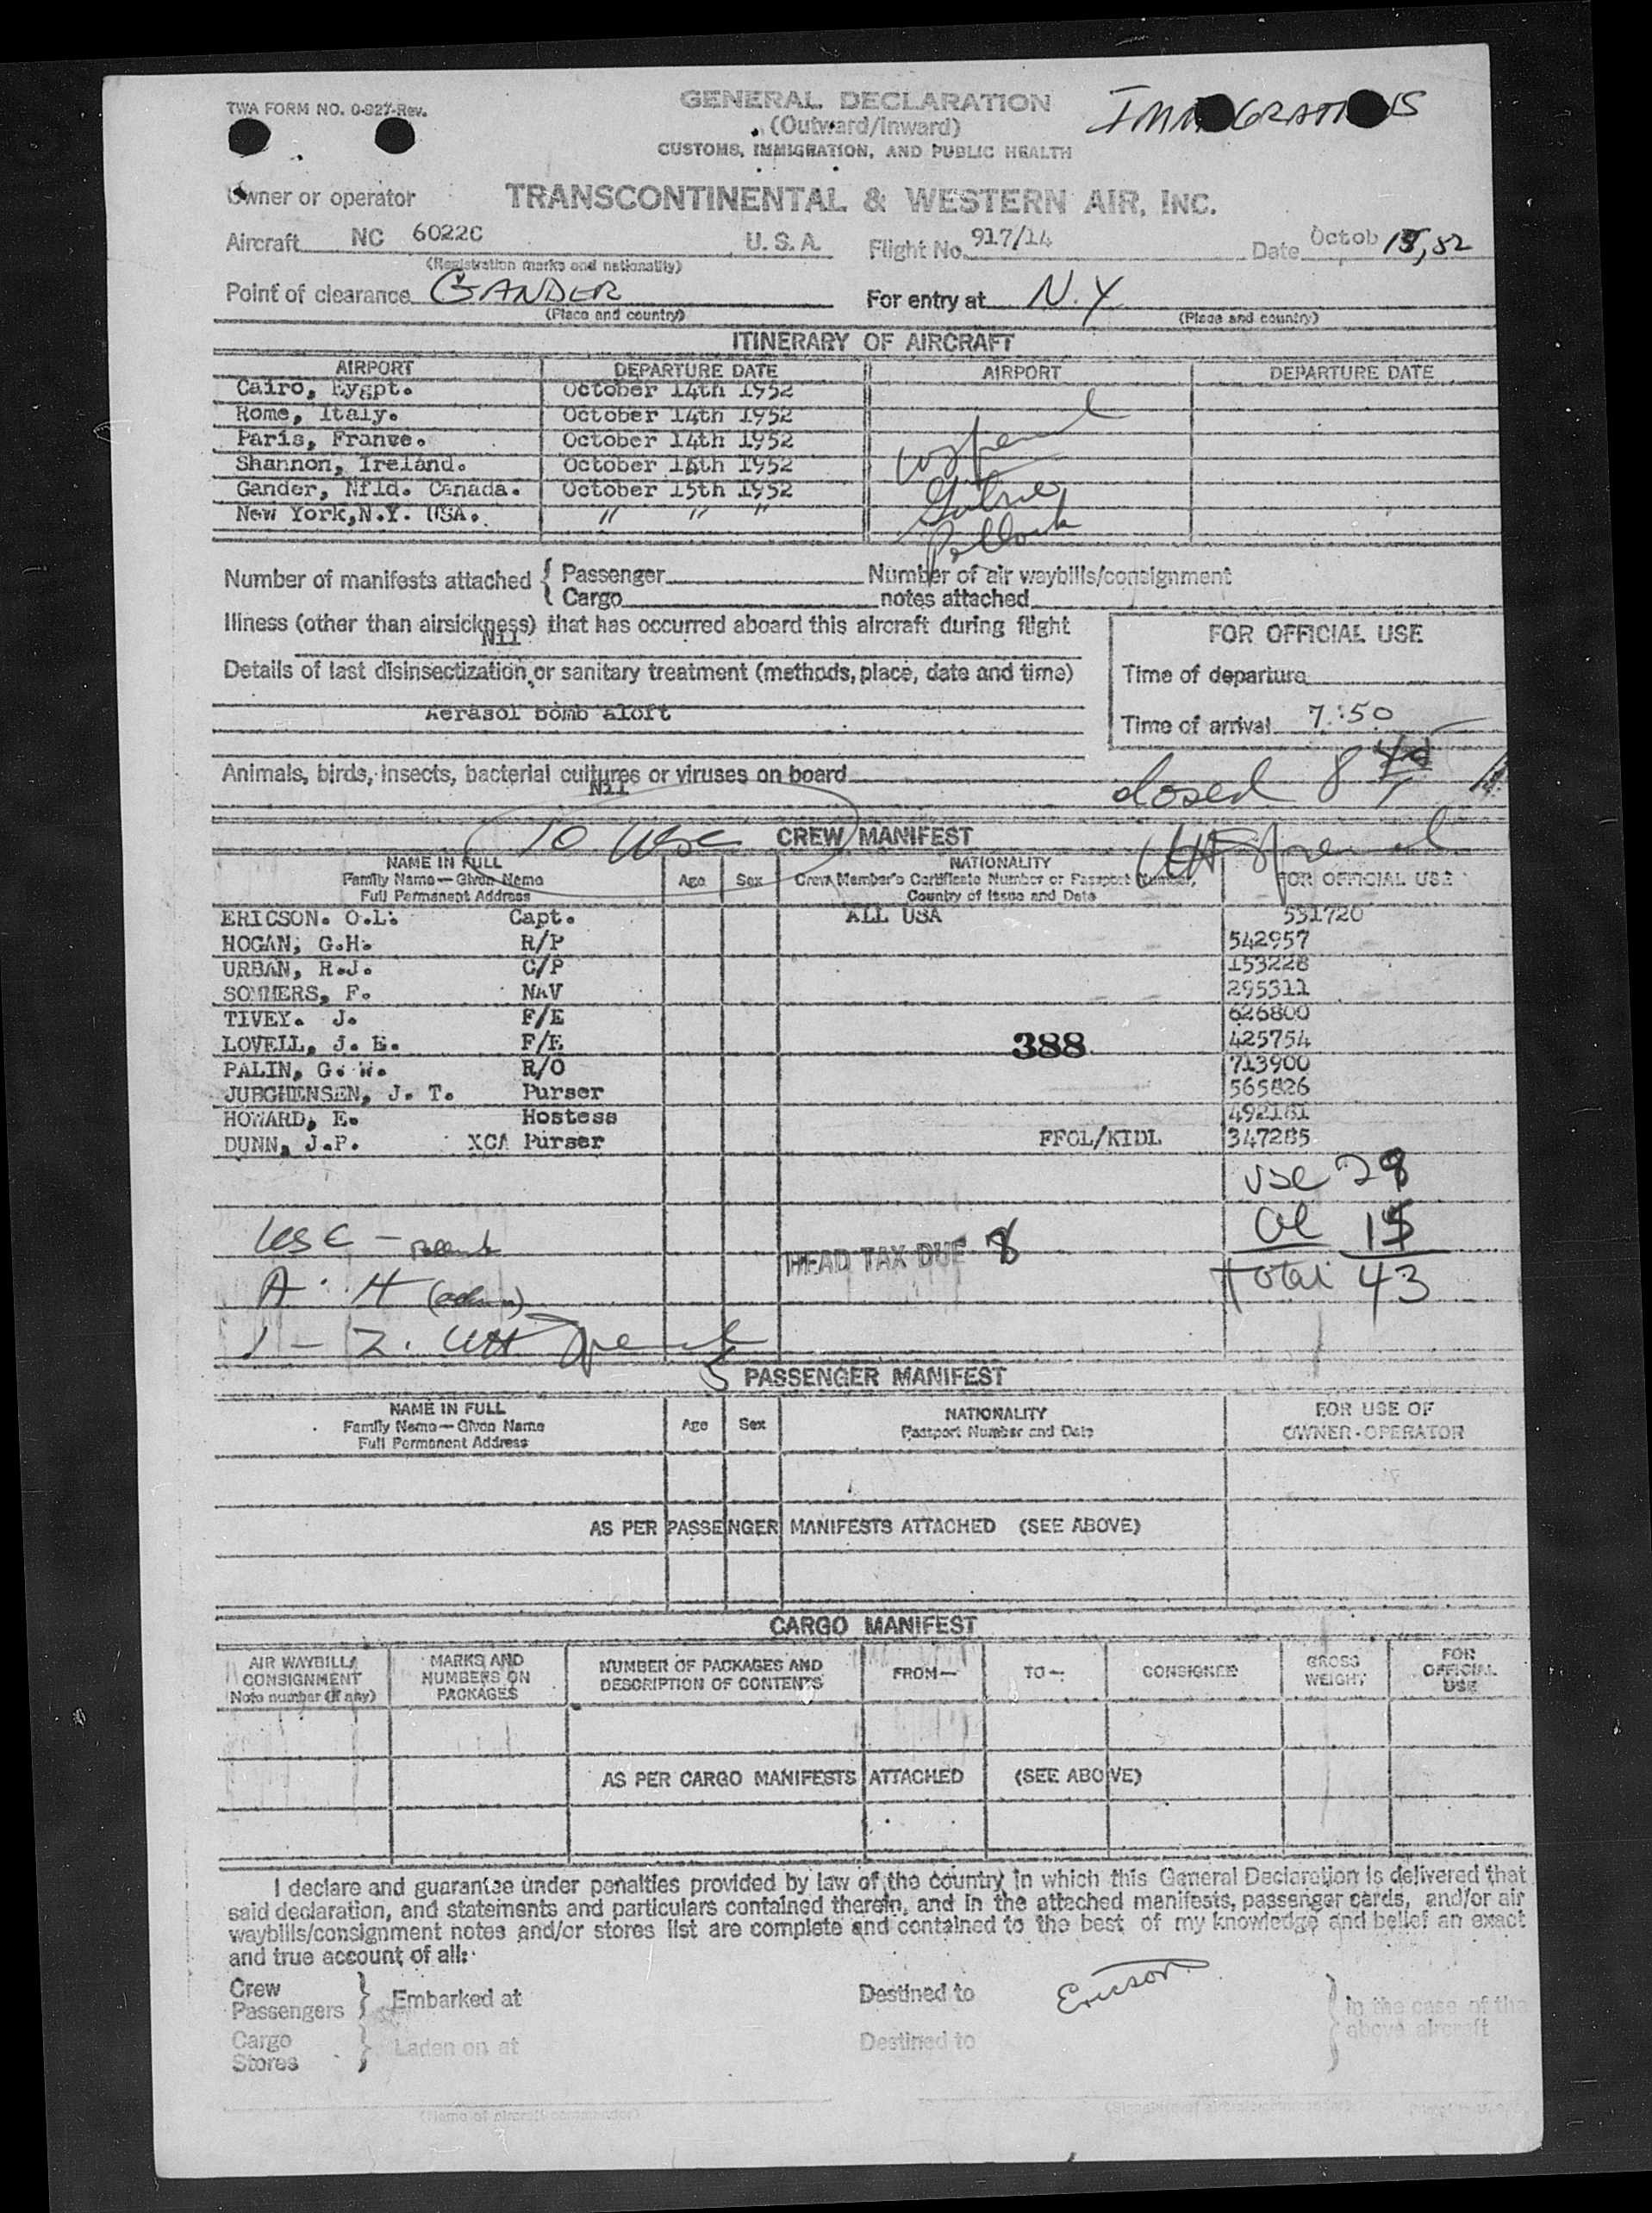 TWA FORM NO. 0-927-Rev.
GENERAL DECLARATION
(Outward/Inward)
CUSTOMS, IMMIGRATION, AND PUBLIC HEALTH
Owner or operator TRANSCONTINENTAL & WESTERN AIR, INC.
Aircraft NC 6022C U. S. A. Flight No. 917/14 Date Octob 15, 52
(Registration marks and nationality)
Point of clearance GANDER For entry at N.Y.
(Place and country) (Place and country)
ITINERARY OF AIRCRAFT
AIRPORT DEPARTURE DATE AIRPORT DEPARTURE DATE
Cairo, Eygpt. October 14th 1952
Rome, Italy. October 14th 1952
Paris, France. October 14th 1952
Shannon, Ireland. October 14th 1952
Gander, Nfld. Canada. October 15th 1952
New York, N.Y. USA. " " "
Pollock
Number of manifests attached { Passenger Number of air waybills/consignment
Cargo notes attached
Illness (other than airsickness) that has occurred aboard this aircraft during flight
Nil
FOR OFFICIAL USE
Details of last disinsectization or sanitary treatment (methods, place, date and time)
Time of departure
Aerasol bomb aloft
Time of arrival 7:50
closed 8 45
Animals, birds, insects, bacterial cultures or viruses on board
Nil
To USC
CREW MANIFEST
NAME IN FULL NATIONALITY
Family Name—Given Name Age Sex Crew Member's Certificate Number or Passport Number, FOR OFFICIAL USE
Full Permanent Address Country of Issue and Date
ERICSON. O.L. Capt. ALL USA 531720
HOGAN, G.H. R/P 542957
URBAN, R.J. C/P 153228
SOMMERS, F. NAV 295311
TIVEY. J. F/E 626800
LOVELL, J. E. F/E 388 425754
PALIN, G. W. R/O 713900
JURGHENSEN, J. T. Purser 565826
HOWARD, E. Hostess 492181
DUNN, J.P. XCA Purser FFOL/KIDL 347285
USC 28
USC - Pollock
HEAD TAX DUE 8
15
Total 43
PASSENGER MANIFEST
NAME IN FULL NATIONALITY FOR USE OF
Family Name—Given Name Age Sex Passport Number and Date OWNER-OPERATOR
Full Permanent Address
AS PER PASSENGER MANIFESTS ATTACHED (SEE ABOVE)
CARGO MANIFEST
AIR WAYBILL/ CONSIGNMENT Note number (if any) MARKS AND NUMBERS ON PACKAGES NUMBER OF PACKAGES AND DESCRIPTION OF CONTENTS FROM— TO— CONSIGNEE GROSS WEIGHT FOR OFFICIAL USE
AS PER CARGO MANIFESTS ATTACHED (SEE ABOVE)
I declare and guarantee under penalties provided by law of the country in which this General Declaration is delivered that
said declaration, and statements and particulars contained therein, and in the attached manifests, passenger cards, and/or air
waybills/consignment notes and/or stores list are complete and contained to the best of my knowledge and belief an exact
and true account of all:
Crew
Passengers } Embarked at Destined to Ericson } in the case of the
above aircraft
Cargo
Stores } Laden on at Destined to